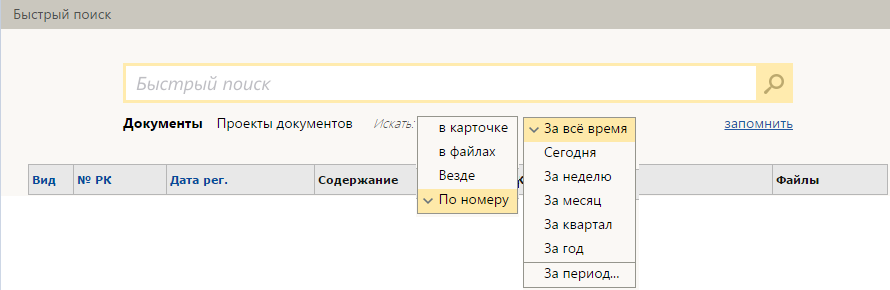 Быстрый поиск
Быстрый поиск
Документы Проекты документов Искать:
в карточке
в файлах
Везде
По номеру
За всё время
Сегодня
За неделю
За месяц
За квартал
За год
За период...
запомнить
Вид № РК Дата рег. Содержание Файлы